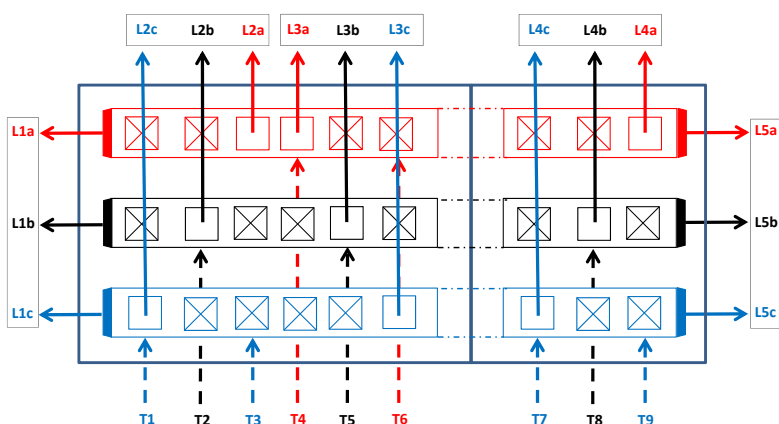 L2c L2b L2a L3a L3b L3c L4c L4b L4a
L1a L5a
L1b L5b
L1c L5c
T1 T2 T3 T4 T5 T6 T7 T8 T9